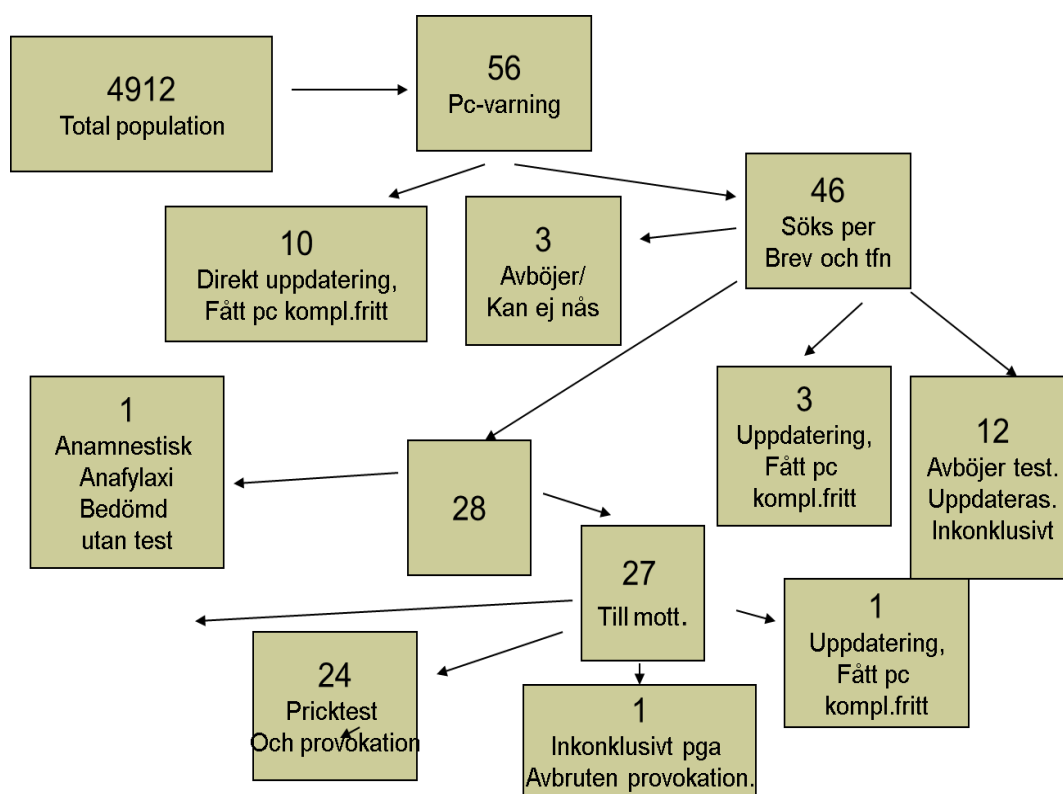 4912
Total population
56
Pc-varning
10
Direkt uppdatering,
Fått pc kompl.fritt
3
Avböjer/
Kan ej nås
46
Söks per
Brev och tfn
1
Anamnestisk
Anafylaxi
Bedömd
utan test
28
3
Uppdatering,
Fått pc
kompl.fritt
12
Avböjer test.
Uppdateras.
Inkonklusivt
27
Till mott.
24
Pricktest
Och provokation
1
Inkonklusivt pga
Avbruten provokation.
1
Uppdatering,
Fått pc
kompl.fritt